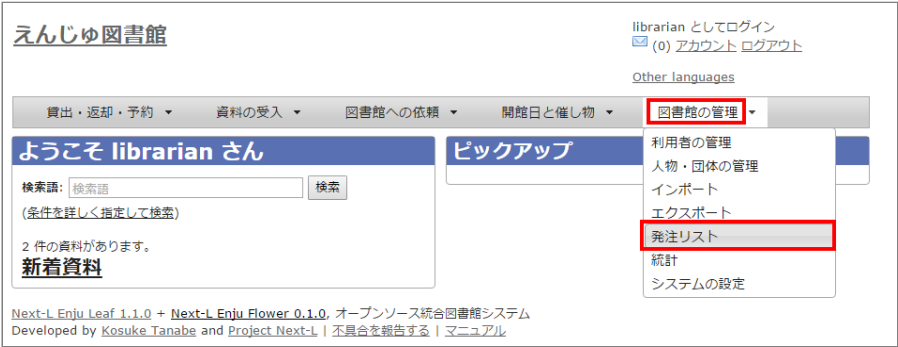 えんじゅ図書館
librarian としてログイン
(0) アカウント ログアウト
Other languages
貸出・返却・予約 ▼ 資料の受入 ▼ 図書館への依頼 ▼ 開館日と催し物 ▼ 図書館の管理 ▼
利用者の管理
人物・団体の管理
インポート
エクスポート
発注リスト
統計
システムの設定
ようこそ librarian さん
検索語: 検索語 検索
(条件を詳しく指定して検索)
2 件の資料があります。
新着資料
ピックアップ
Next-L Enju Leaf 1.1.0 + Next-L Enju Flower 0.1.0, オープンソース統合図書館システム
Developed by Kosuke Tanabe and Project Next-L | 不具合を報告する | マニュアル